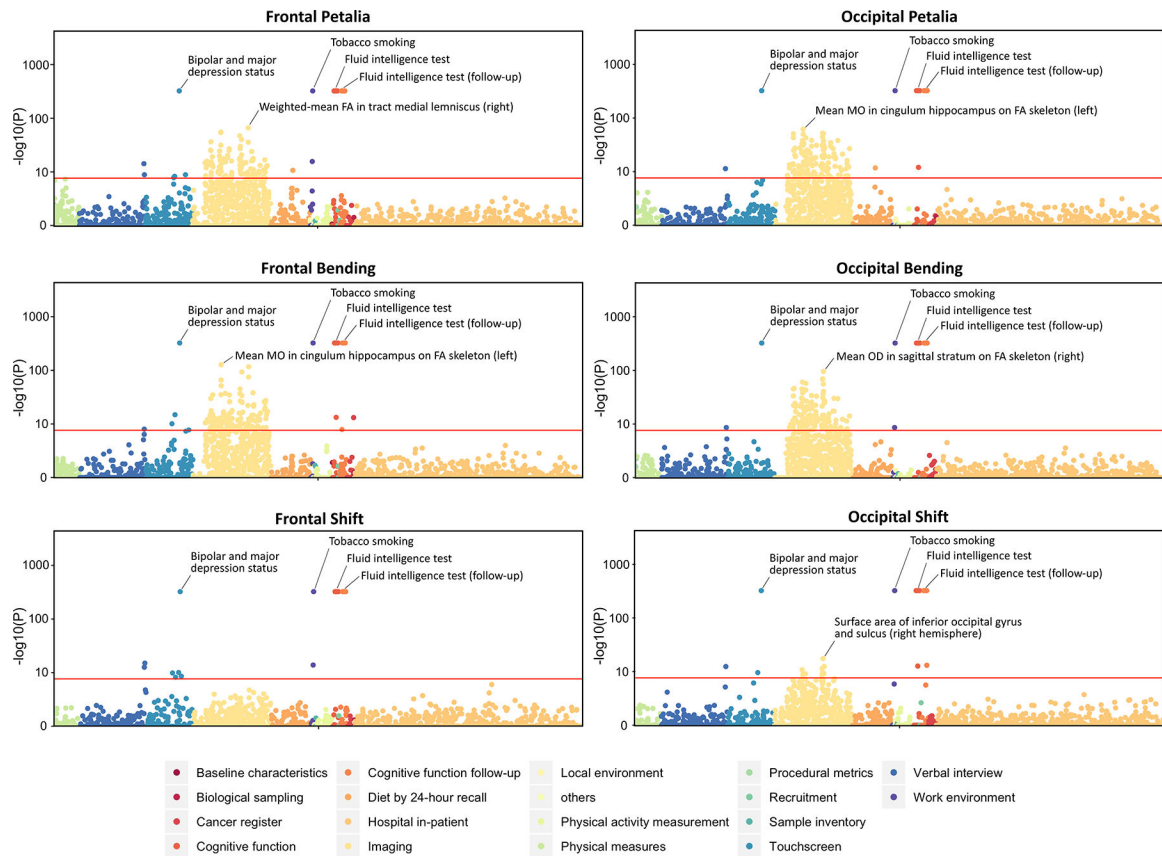 Frontal Petalia
-log10(P)
1000
100
10
0
Bipolar and major
depression status
Tobacco smoking
Fluid intelligence test
Fluid intelligence test (follow-up)
Weighted-mean FA in tract medial lemniscus (right)
Occipital Petalia
-log10(P)
1000
100
10
0
Bipolar and major
depression status
Tobacco smoking
Fluid intelligence test
Fluid intelligence test (follow-up)
Mean MO in cingulum hippocampus on FA skeleton (left)
Frontal Bending
-log10(P)
1000
100
10
0
Bipolar and major
depression status
Tobacco smoking
Fluid intelligence test
Fluid intelligence test (follow-up)
Mean MO in cingulum hippocampus on FA skeleton (left)
Occipital Bending
-log10(P)
1000
100
10
0
Bipolar and major
depression status
Tobacco smoking
Fluid intelligence test
Fluid intelligence test (follow-up)
Mean OD in sagittal stratum on FA skeleton (right)
Frontal Shift
-log10(P)
1000
100
10
0
Bipolar and major
depression status
Tobacco smoking
Fluid intelligence test
Fluid intelligence test (follow-up)
Occipital Shift
-log10(P)
1000
100
10
0
Bipolar and major
depression status
Tobacco smoking
Fluid intelligence test
Fluid intelligence test (follow-up)
Surface area of inferior occipital gyrus
and sulcus (right hemisphere)
Baseline characteristics
Biological sampling
Cancer register
Cognitive function
Cognitive function follow-up
Diet by 24-hour recall
Hospital in-patient
Imaging
Local environment
others
Physical activity measurement
Physical measures
Procedural metrics
Recruitment
Sample inventory
Touchscreen
Verbal interview
Work environment